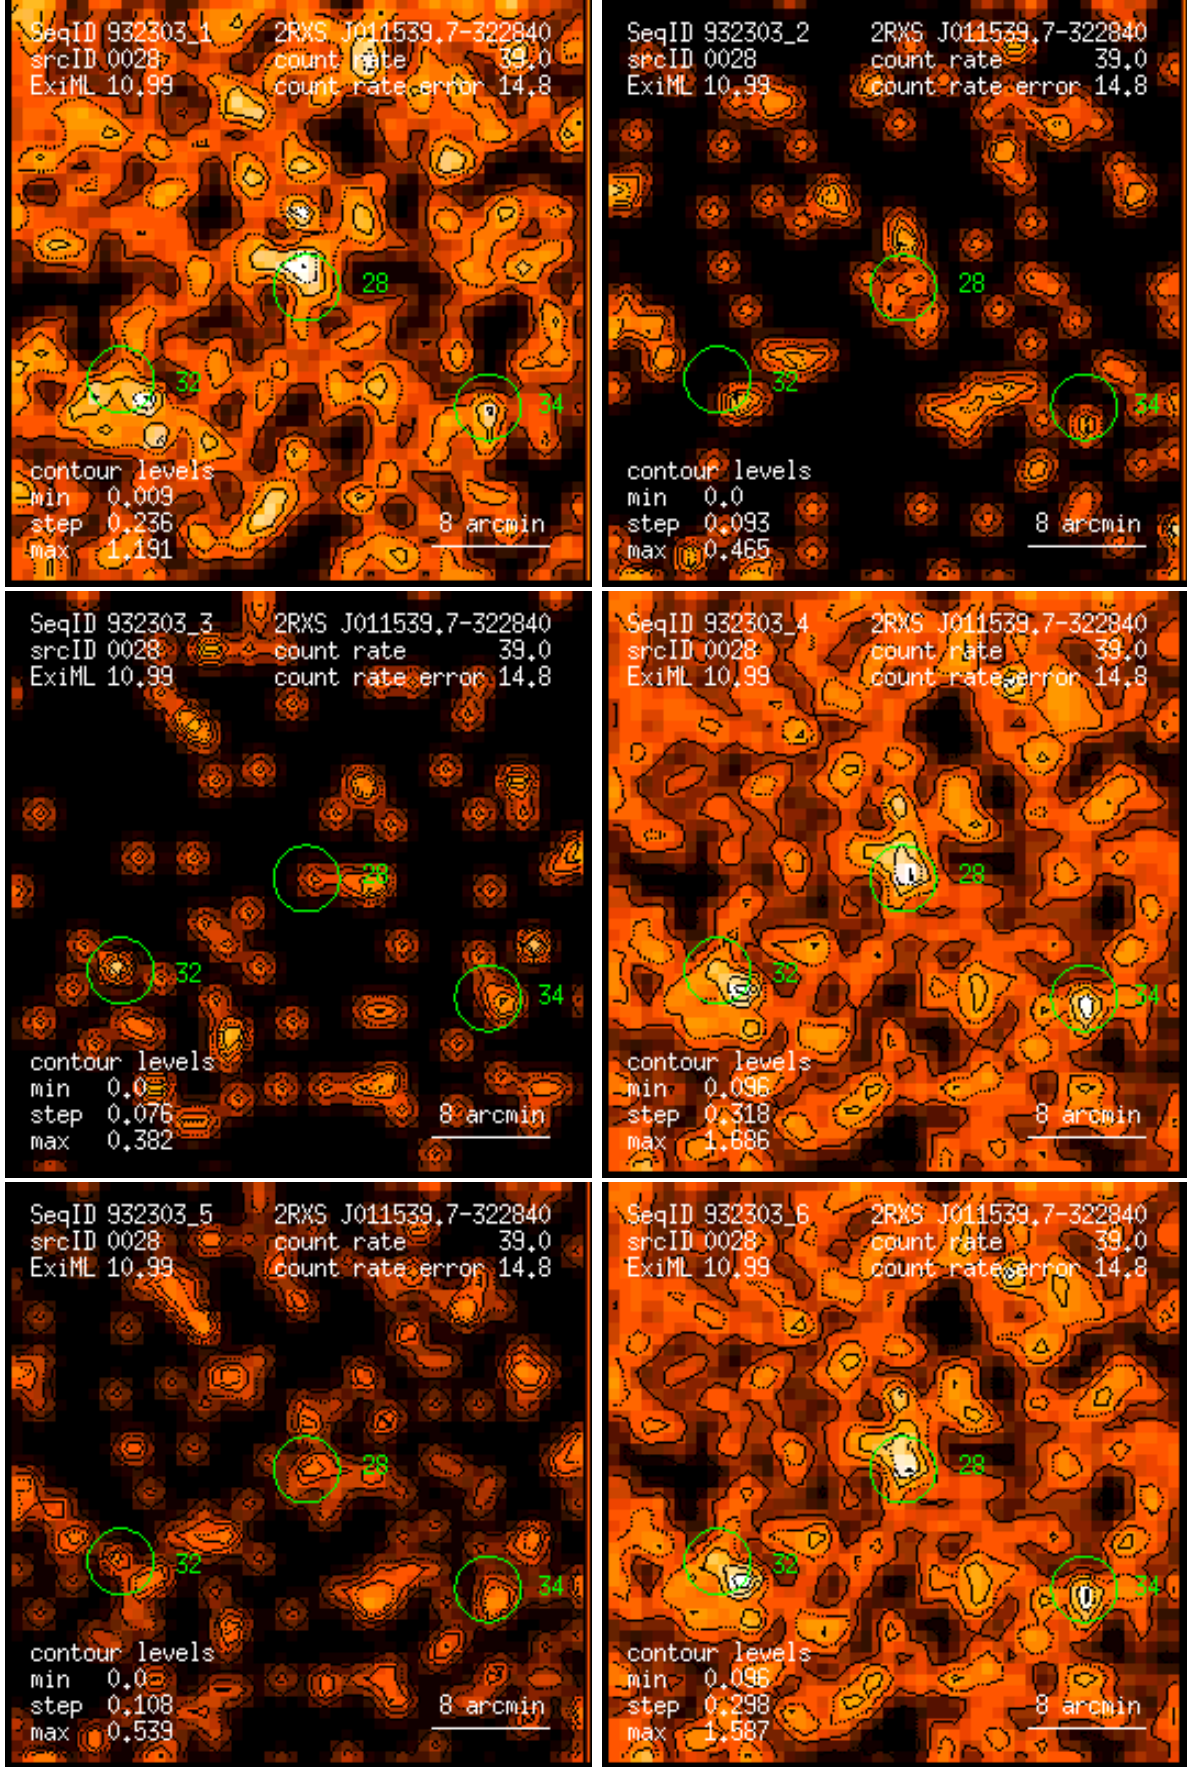 SeqID 932303_1 2RXS J011539.7-322840
srcID 0028 count rate 39.0
ExiML 10.99 count rate error 14.8
28
32
34
contour levels
min 0.009
step 0.236
max 1.191
8 arcmin
SeqID 932303_2 2RXS J011539.7-322840
srcID 0028 count rate 39.0
ExiML 10.99 count rate error 14.8
28
32
34
contour levels
min 0.0
step 0.093
max 0.465
8 arcmin
SeqID 932303_3 2RXS J011539.7-322840
srcID 0028 count rate 39.0
ExiML 10.99 count rate error 14.8
28
32
34
contour levels
min 0.0
step 0.076
max 0.382
8 arcmin
SeqID 932303_4 2RXS J011539.7-322840
srcID 0028 count rate 39.0
ExiML 10.99 count rate error 14.8
28
32
34
contour levels
min 0.096
step 0.318
max 1.686
8 arcmin
SeqID 932303_5 2RXS J011539.7-322840
srcID 0028 count rate 39.0
ExiML 10.99 count rate error 14.8
28
32
34
contour levels
min 0.0
step 0.108
max 0.539
8 arcmin
SeqID 932303_6 2RXS J011539.7-322840
srcID 0028 count rate 39.0
ExiML 10.99 count rate error 14.8
28
32
34
contour levels
min 0.096
step 0.298
max 1.587
8 arcmin